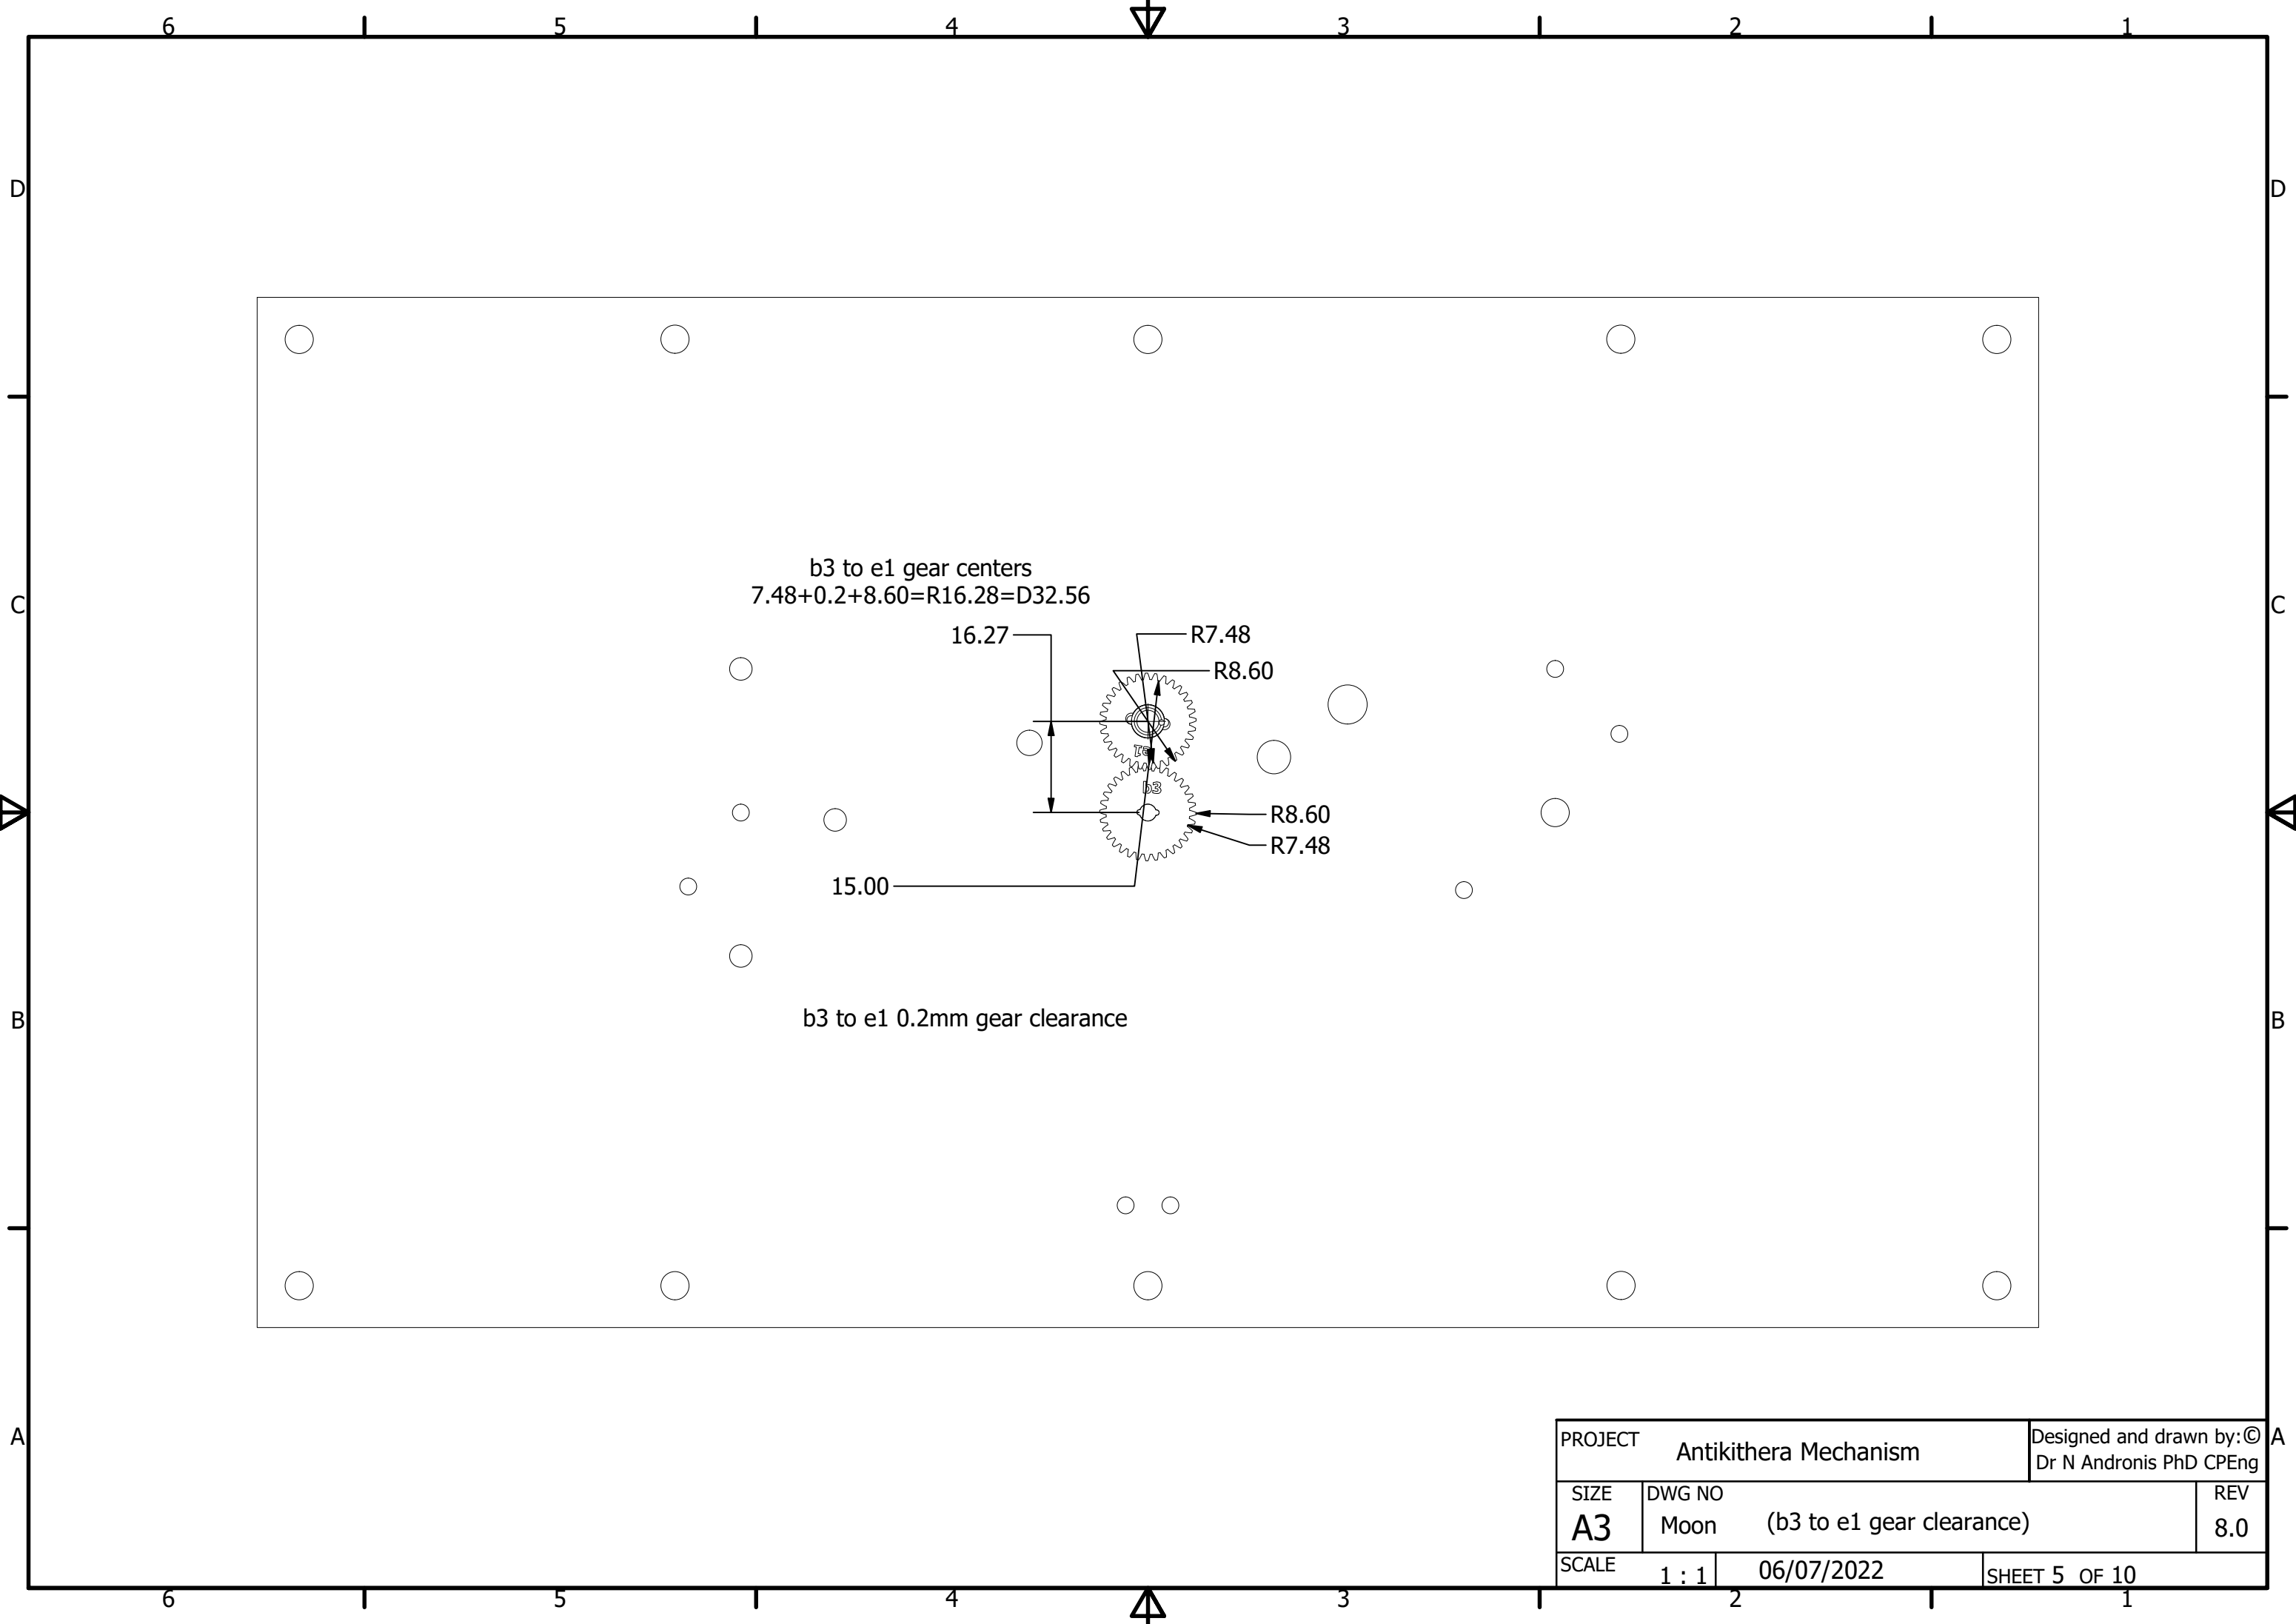 6 5 4 3 2 1
D D
b3 to e1 gear centers
7.48+0.2+8.60=R16.28=D32.56
C C
16.27 R7.48
R8.60
e1
b3
R8.60
R7.48
15.00
b3 to e1 0.2mm gear clearance
B B
A A
PROJECT Antikithera Mechanism
Designed and drawn by:©
Dr N Andronis PhD CPEng
SIZE DWG NO REV
A3 Moon (b3 to e1 gear clearance) 8.0
SCALE 1 : 1 06/07/2022 SHEET 5 OF 10
6 5 4 3 2 1